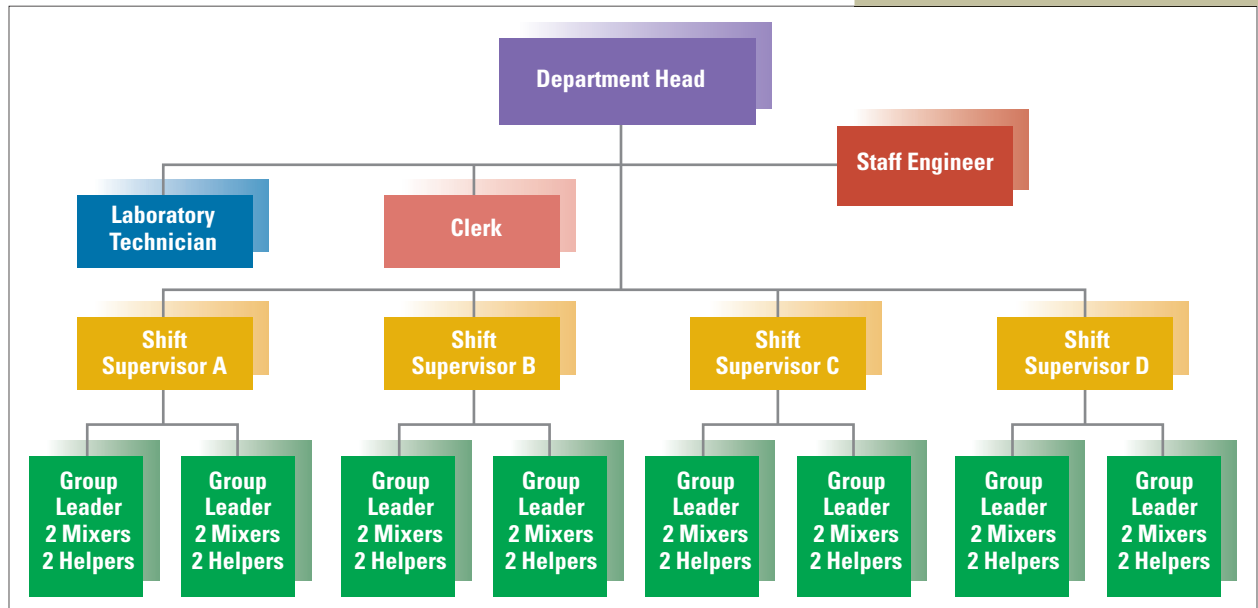 Department Head
Staff Engineer
Laboratory
Technician
Clerk
Shift
Supervisor A
Shift
Supervisor B
Shift
Supervisor C
Shift
Supervisor D
Group
Leader
2 Mixers
2 Helpers
Group
Leader
2 Mixers
2 Helpers
Group
Leader
2 Mixers
2 Helpers
Group
Leader
2 Mixers
2 Helpers
Group
Leader
2 Mixers
2 Helpers
Group
Leader
2 Mixers
2 Helpers
Group
Leader
2 Mixers
2 Helpers
Group
Leader
2 Mixers
2 Helpers